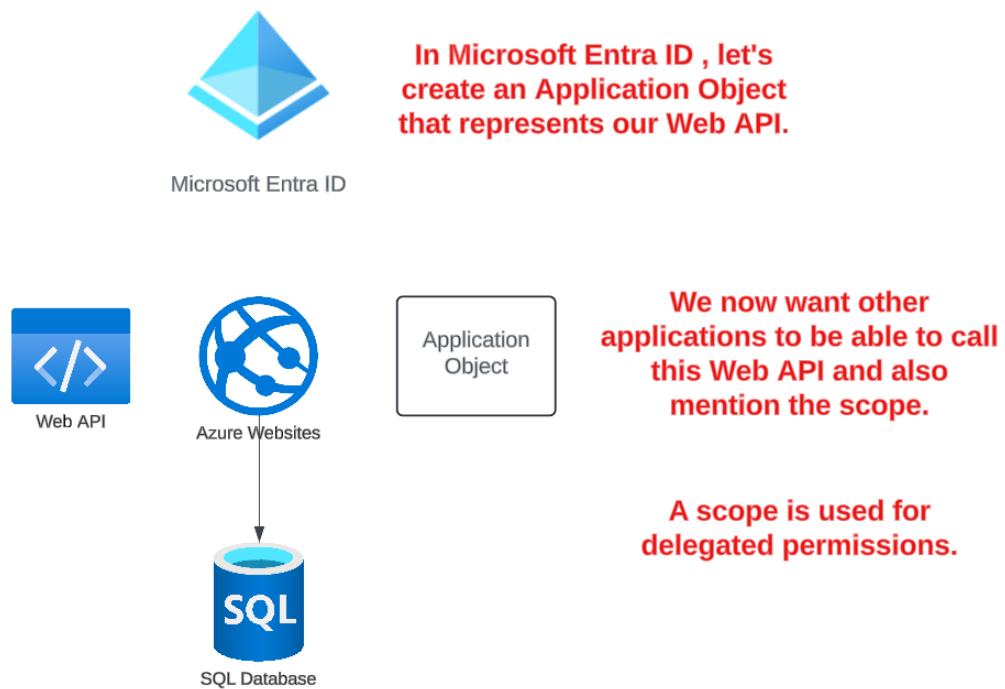 In Microsoft Entra ID , let's
create an Application Object
that represents our Web API.
Microsoft Entra ID
Web API
Azure Websites
Application
Object
We now want other
applications to be able to call
this Web API and also
mention the scope.
A scope is used for
delegated permissions.
SQL
SQL Database